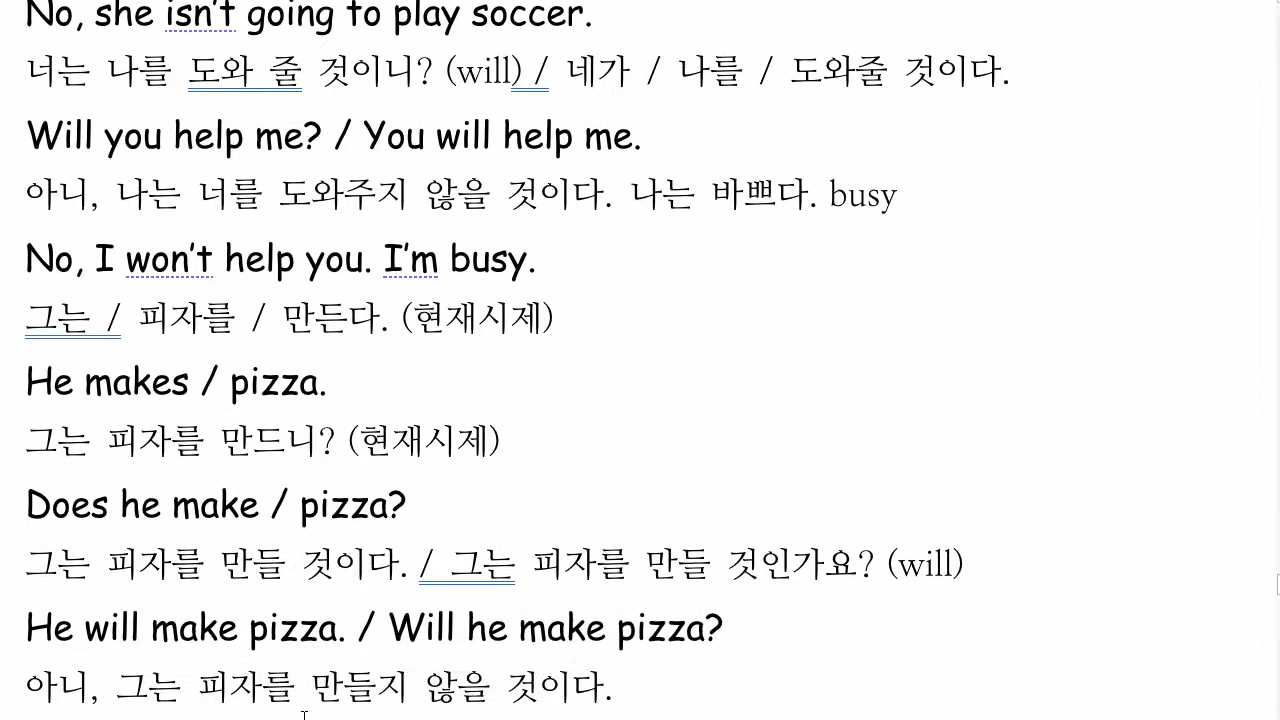 No, she isn't going to play soccer.
너는 나를 도와 줄 것이니? (will) / 네가 / 나를 / 도와줄 것이다.
Will you help me? / You will help me.
아니, 나는 너를 도와주지 않을 것이다. 나는 바쁘다. busy
No, I won't help you. I'm busy.
그는 / 피자를 / 만든다. (현재시제)
He makes / pizza.
그는 피자를 만드니? (현재시제)
Does he make / pizza?
그는 피자를 만들 것이다. / 그는 피자를 만들 것인가요? (will)
He will make pizza. / Will he make pizza?
아니, 그는 피자를 만들지 않을 것이다.